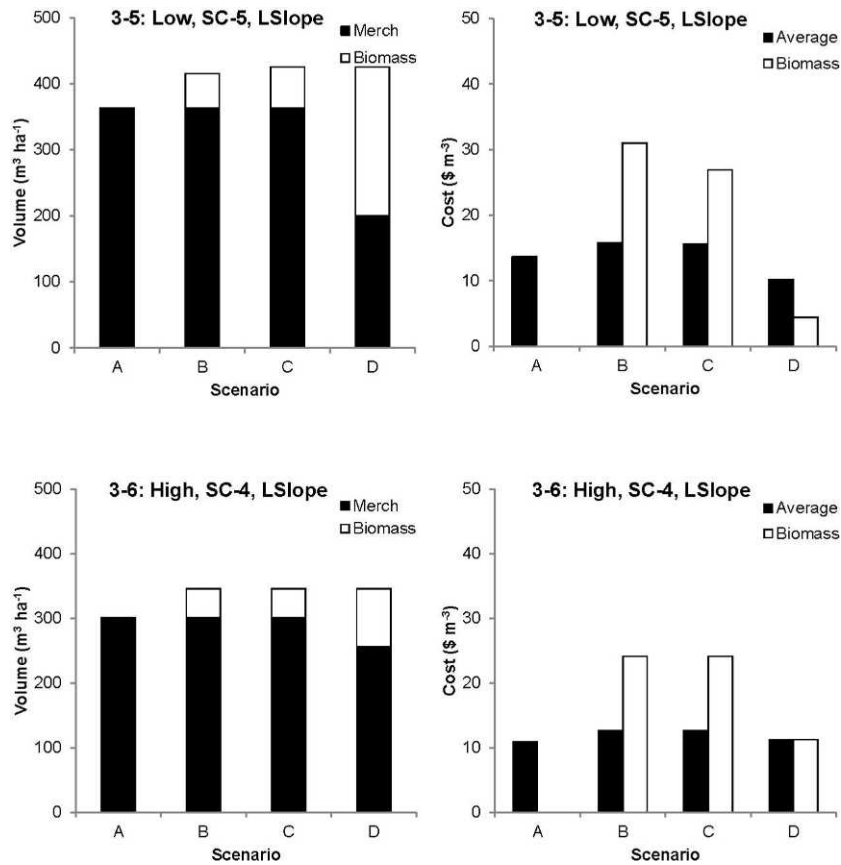 3-5: Low, SC-5, LSlope
Merch
Biomass
500
400
300
200
100
0
Volume (m³ ha⁻¹)
A B C D
Scenario
3-5: Low, SC-5, LSlope
Average
Biomass
50
40
30
20
10
0
Cost ($ m⁻³)
A B C D
Scenario
3-6: High, SC-4, LSlope
Merch
Biomass
500
400
300
200
100
0
Volume (m³ ha⁻¹)
A B C D
Scenario
3-6: High, SC-4, LSlope
Average
Biomass
50
40
30
20
10
0
Cost ($ m⁻³)
A B C D
Scenario